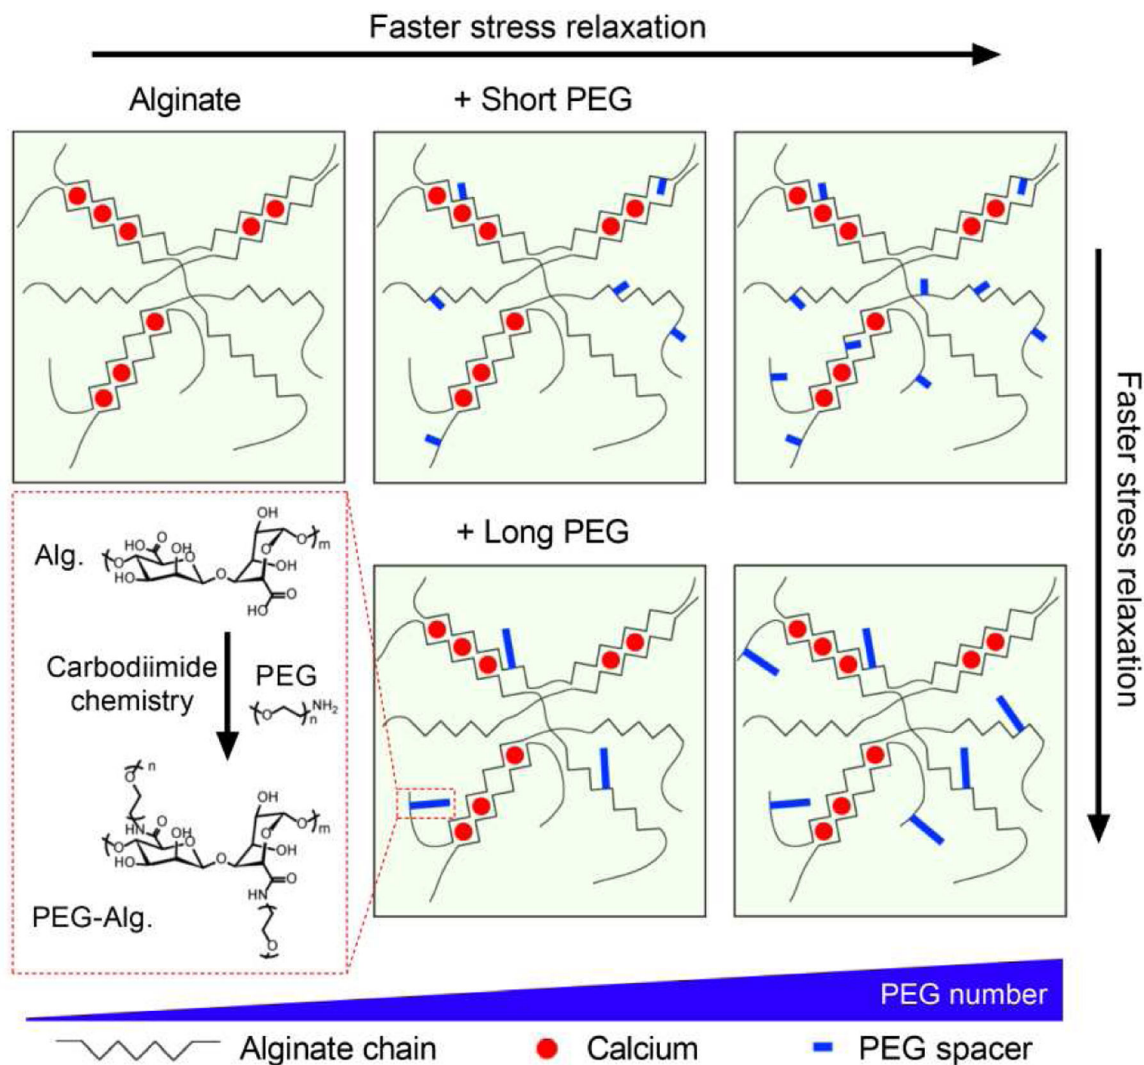 Faster stress relaxation
Alginate
+ Short PEG
Faster stress relaxation
Alg.
HO
O
OH
O
HO
O
OH
O
O
m
OH
HO
O
Carbodiimide
chemistry
PEG
O
n
NH2
n
O
HN
O
OH
O
HO
O
OH
O
O
m
OH
HN
O
O
PEG-Alg.
+ Long PEG
PEG number
Alginate chain
Calcium
PEG spacer